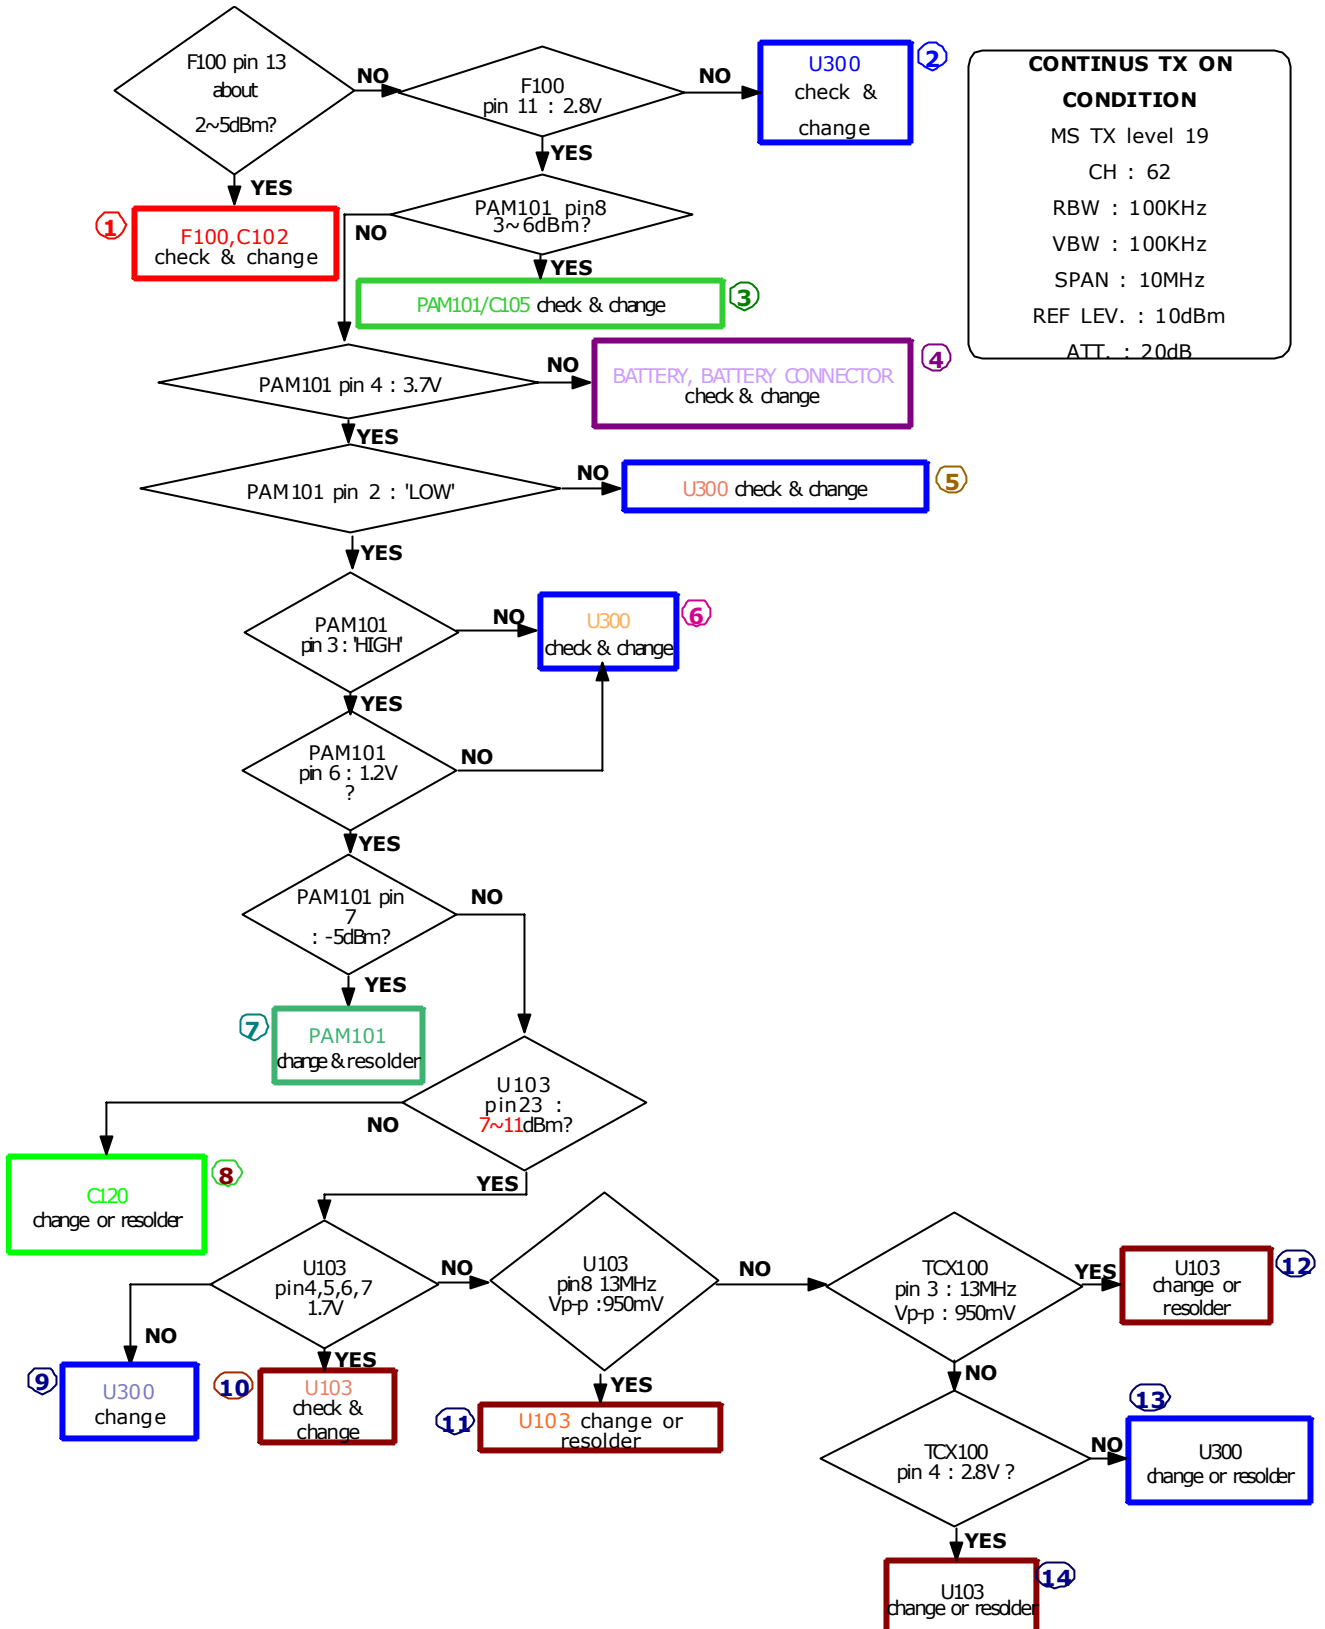 F100 pin 13
about
2~5dBm?
NO
F100
pin 11 : 2.8V
NO
U300
check &
change
2
CONTINUS TX ON
CONDITION
MS TX level 19
CH : 62
RBW : 100KHz
VBW : 100KHz
SPAN : 10MHz
REF LEV. : 10dBm
ATT. : 20dB
YES
YES
1
F100,C102
check & change
NO
PAM101 pin8
3~6dBm?
YES
PAM101/C105 check & change
3
PAM101 pin 4 : 3.7V
NO
BATTERY, BATTERY CONNECTOR
check & change
4
YES
PAM101 pin 2 : 'LOW'
NO
U300 check & change
5
YES
PAM101
pin 3 : 'HIGH'
NO
U300
check & change
6
YES
PAM101
pin 6 : 1.2V
?
NO
YES
PAM101 pin
7
: -5dBm?
NO
YES
7
PAM101
change & resolder
U103
pin23 :
7~11dBm?
NO
YES
C120
change or resolder
8
U103
pin4,5,6,7
1.7V
NO
U103
pin8 13MHz
Vp-p :950mV
NO
TCX100
pin 3 : 13MHz
Vp-p : 950mV
YES
U103
change or
resolder
12
NO
YES
9
U300
change
10
U103
check &
change
YES
11
U103 change or
resolder
NO
TCX100
pin 4 : 2.8V ?
NO
13
U300
change or resolder
YES
U103
change or resolder
14